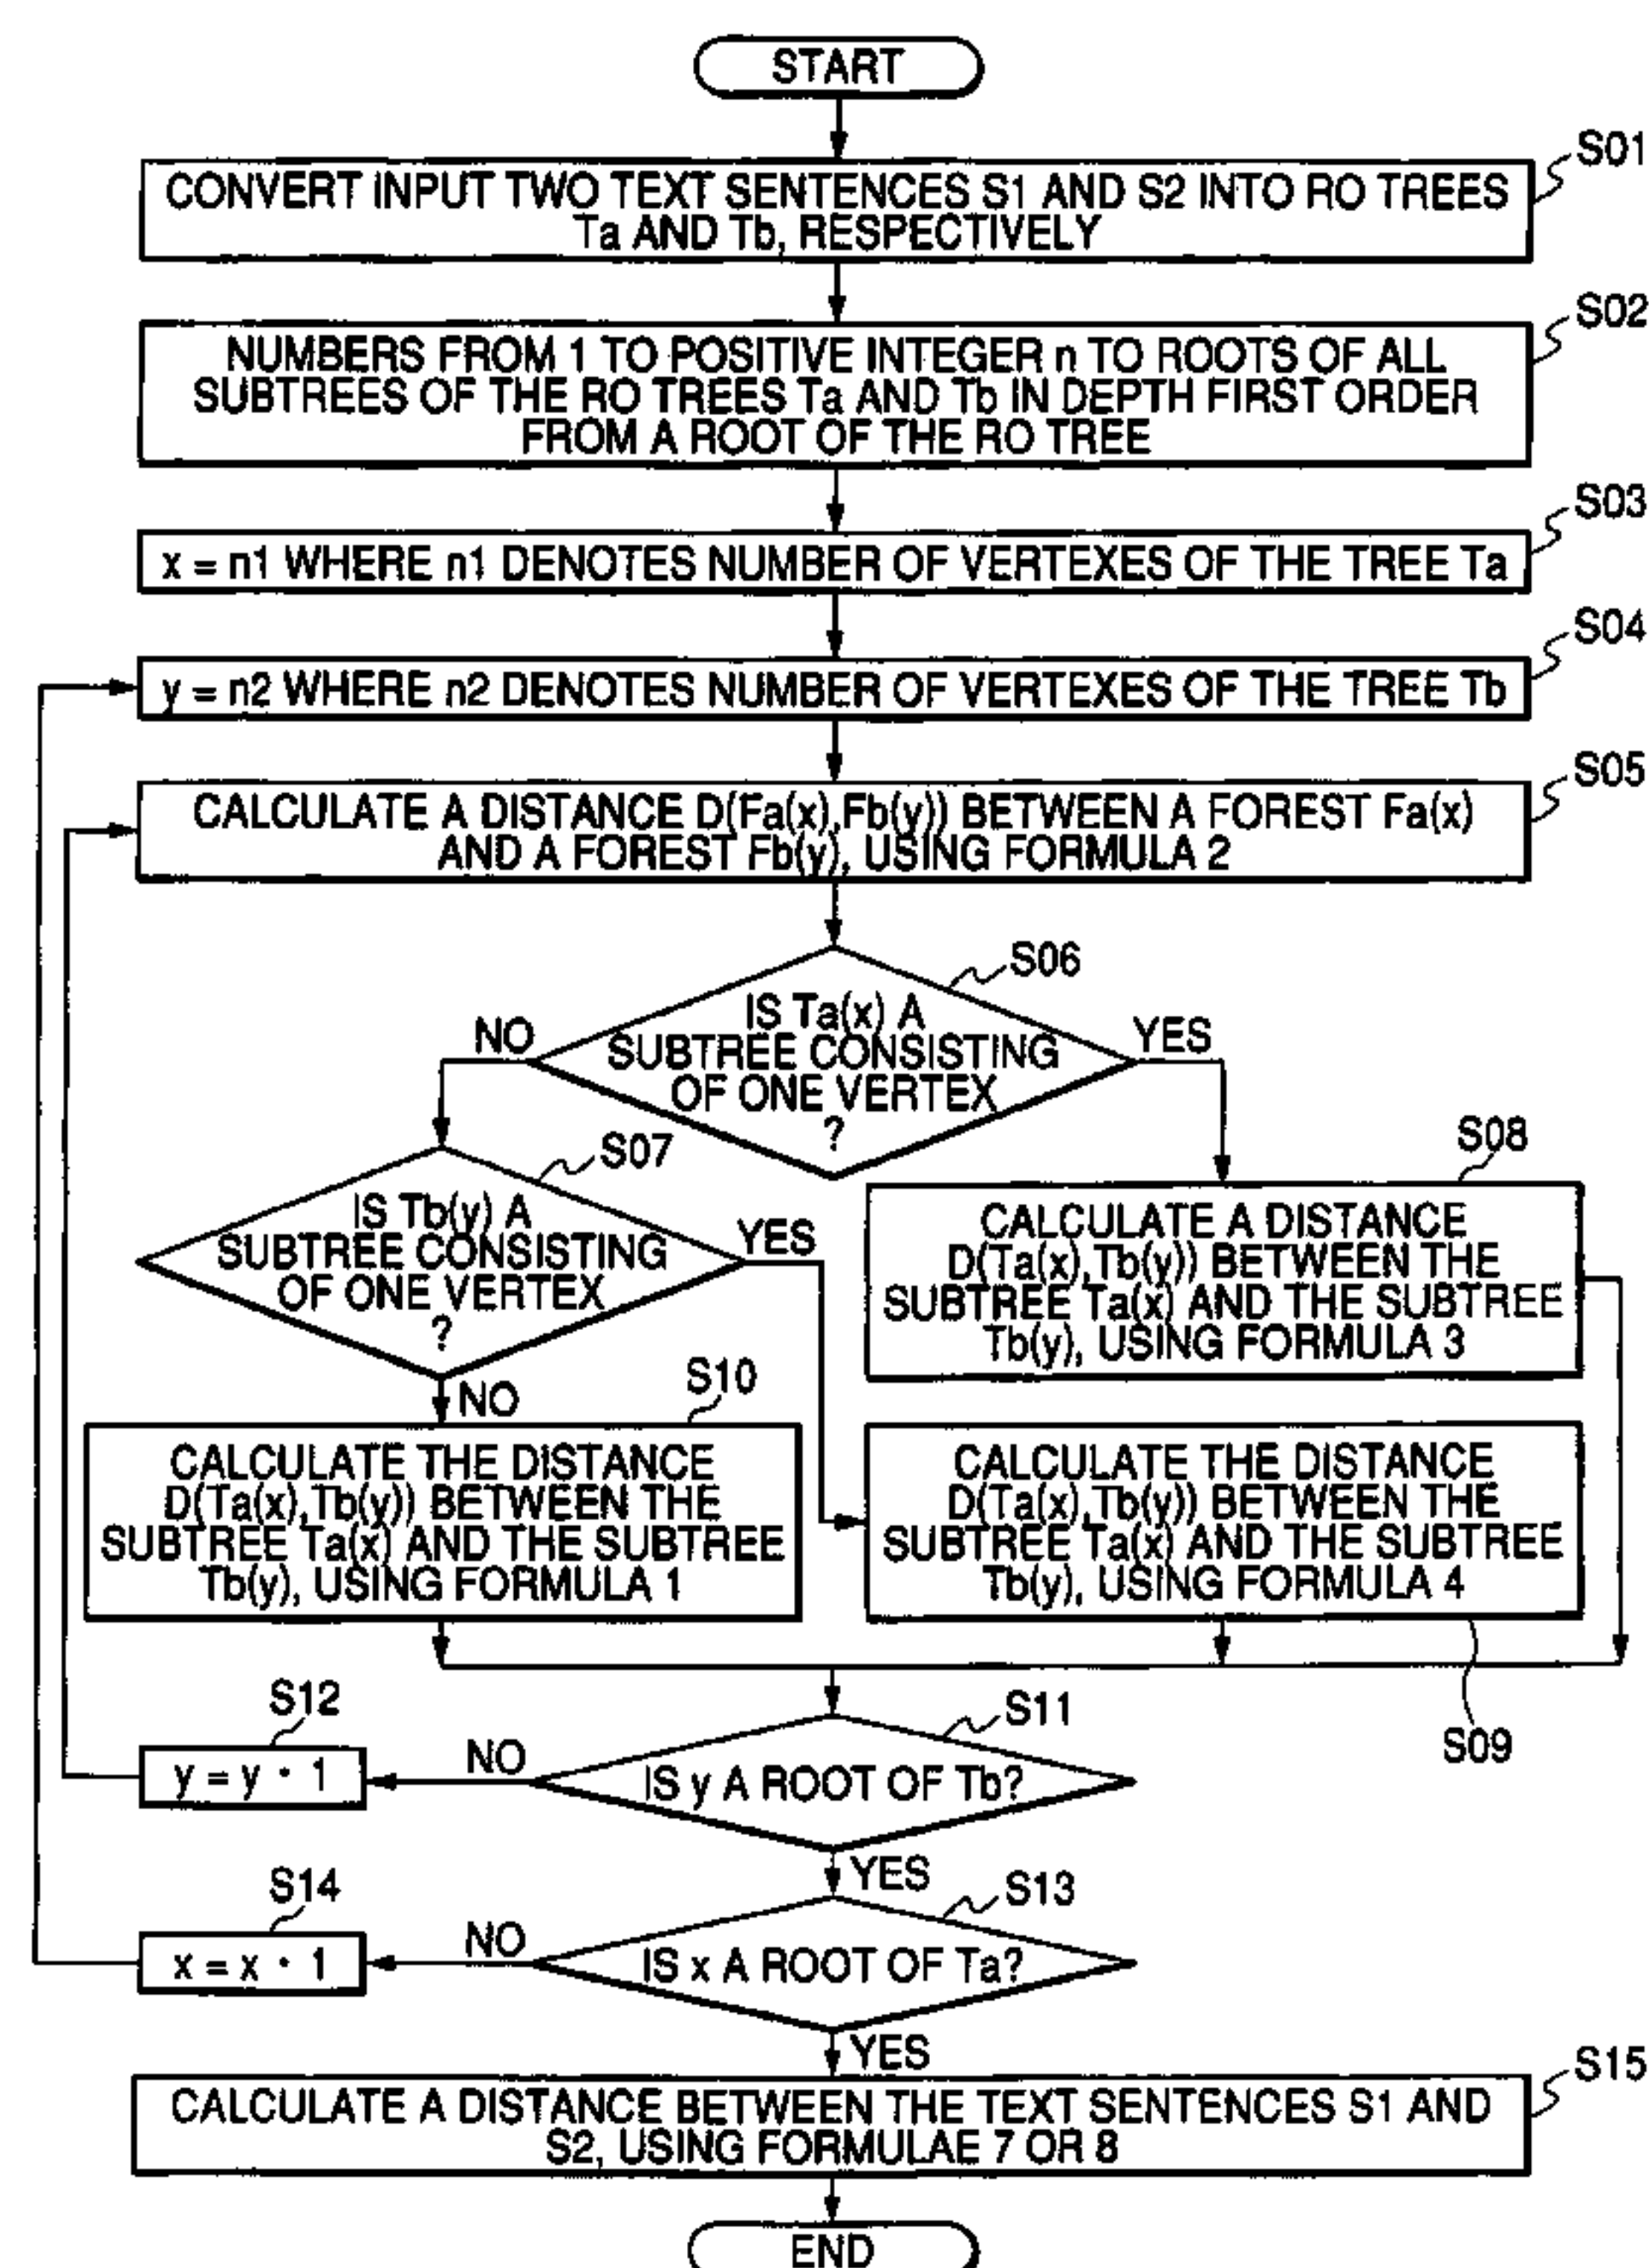 START
S01
CONVERT INPUT TWO TEXT SENTENCES S1 AND S2 INTO RO TREES
Ta AND Tb, RESPECTIVELY
S02
NUMBERS FROM 1 TO POSITIVE INTEGER n TO ROOTS OF ALL
SUBTREES OF THE RO TREES Ta AND Tb IN DEPTH FIRST ORDER
FROM A ROOT OF THE RO TREE
S03
x = n1 WHERE n1 DENOTES NUMBER OF VERTEXES OF THE TREE Ta
S04
y = n2 WHERE n2 DENOTES NUMBER OF VERTEXES OF THE TREE Tb
S05
CALCULATE A DISTANCE D(Fa(x),Fb(y)) BETWEEN A FOREST Fa(x)
AND A FOREST Fb(y), USING FORMULA 2
S06
IS Ta(x) A
SUBTREE CONSISTING
OF ONE VERTEX
?
NO
YES
S07
IS Tb(y) A
SUBTREE CONSISTING
OF ONE VERTEX
?
YES
NO
S08
CALCULATE A DISTANCE
D(Ta(x),Tb(y)) BETWEEN THE
SUBTREE Ta(x) AND THE SUBTREE
Tb(y), USING FORMULA 3
S10
CALCULATE THE DISTANCE
D(Ta(x),Tb(y)) BETWEEN THE
SUBTREE Ta(x) AND THE SUBTREE
Tb(y), USING FORMULA 1
CALCULATE THE DISTANCE
D(Ta(x),Tb(y)) BETWEEN THE
SUBTREE Ta(x) AND THE SUBTREE
Tb(y), USING FORMULA 4
S09
S11
IS y A ROOT OF Tb?
NO
S12
y = y · 1
YES
S13
IS x A ROOT OF Ta?
NO
S14
x = x · 1
YES
S15
CALCULATE A DISTANCE BETWEEN THE TEXT SENTENCES S1 AND
S2, USING FORMULAE 7 OR 8
END